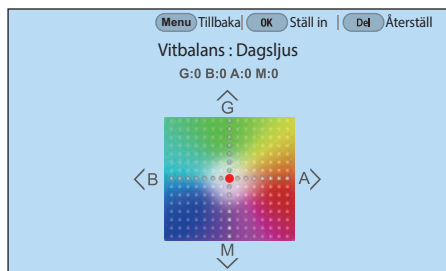 Menu Tillbaka| OK Ställ in | Del Återställ
Vitbalans : Dagsljus
G:0 B:0 A:0 M:0
G
B A
M